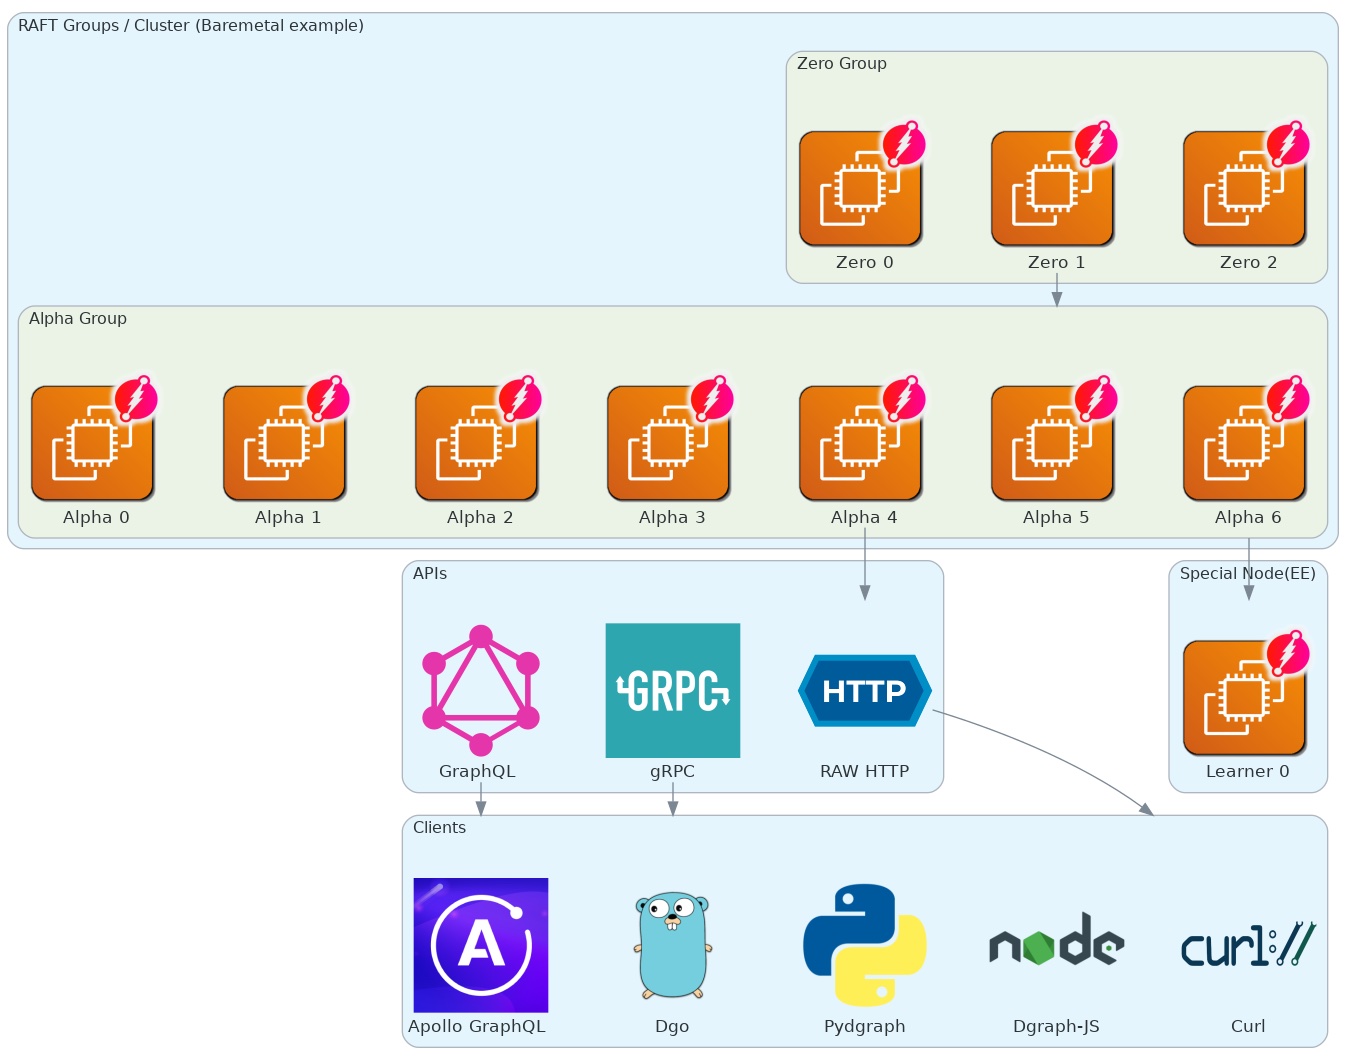 RAFT Groups / Cluster (Baremetal example)
Zero Group
Zero 0
Zero 1
Zero 2
Alpha Group
Alpha 0
Alpha 1
Alpha 2
Alpha 3
Alpha 4
Alpha 5
Alpha 6
APIs
Special Node(EE)
GRPC
HTTP
GraphQL
gRPC
RAW HTTP
Learner 0
Clients
A
node
curl://
Apollo GraphQL
Dgo
Pydgraph
Dgraph-JS
Curl